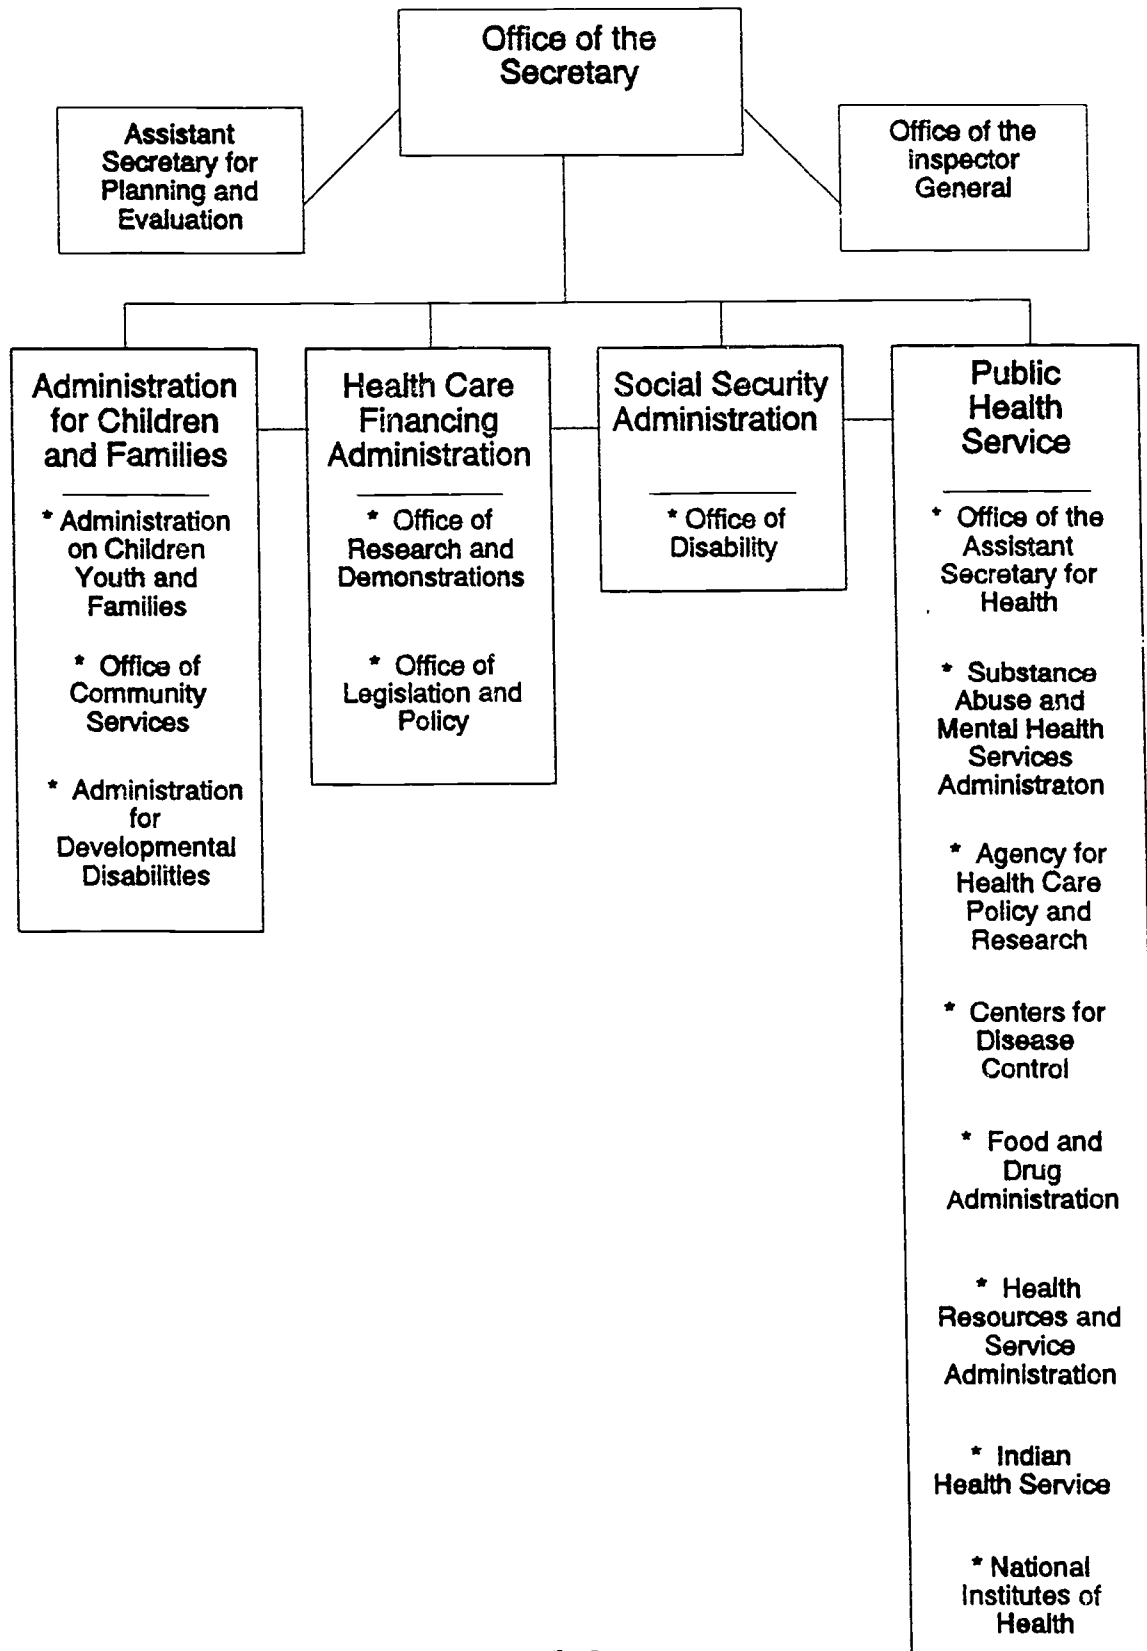 Office of the
Secretary
Assistant
Secretary for
Planning and
Evaluation
Office of the
inspector
General
Administration
for Children
and Families
* Administration
on Children
Youth and
Families
* Office of
Community
Services
* Administration
for
Developmental
Disabilities
Health Care
Financing
Administration
* Office of
Research and
Demonstrations
* Office of
Legislation and
Policy
Social Security
Administration
* Office of
Disability
Public
Health
Service
* Office of the
Assistant
Secretary for
Health
* Substance
Abuse and
Mental Health
Services
Administraton
* Agency for
Health Care
Policy and
Research
* Centers for
Disease
Control
* Food and
Drug
Administration
* Health
Resources and
Service
Administration
* Indian
Health Service
* National
Institutes of
Health